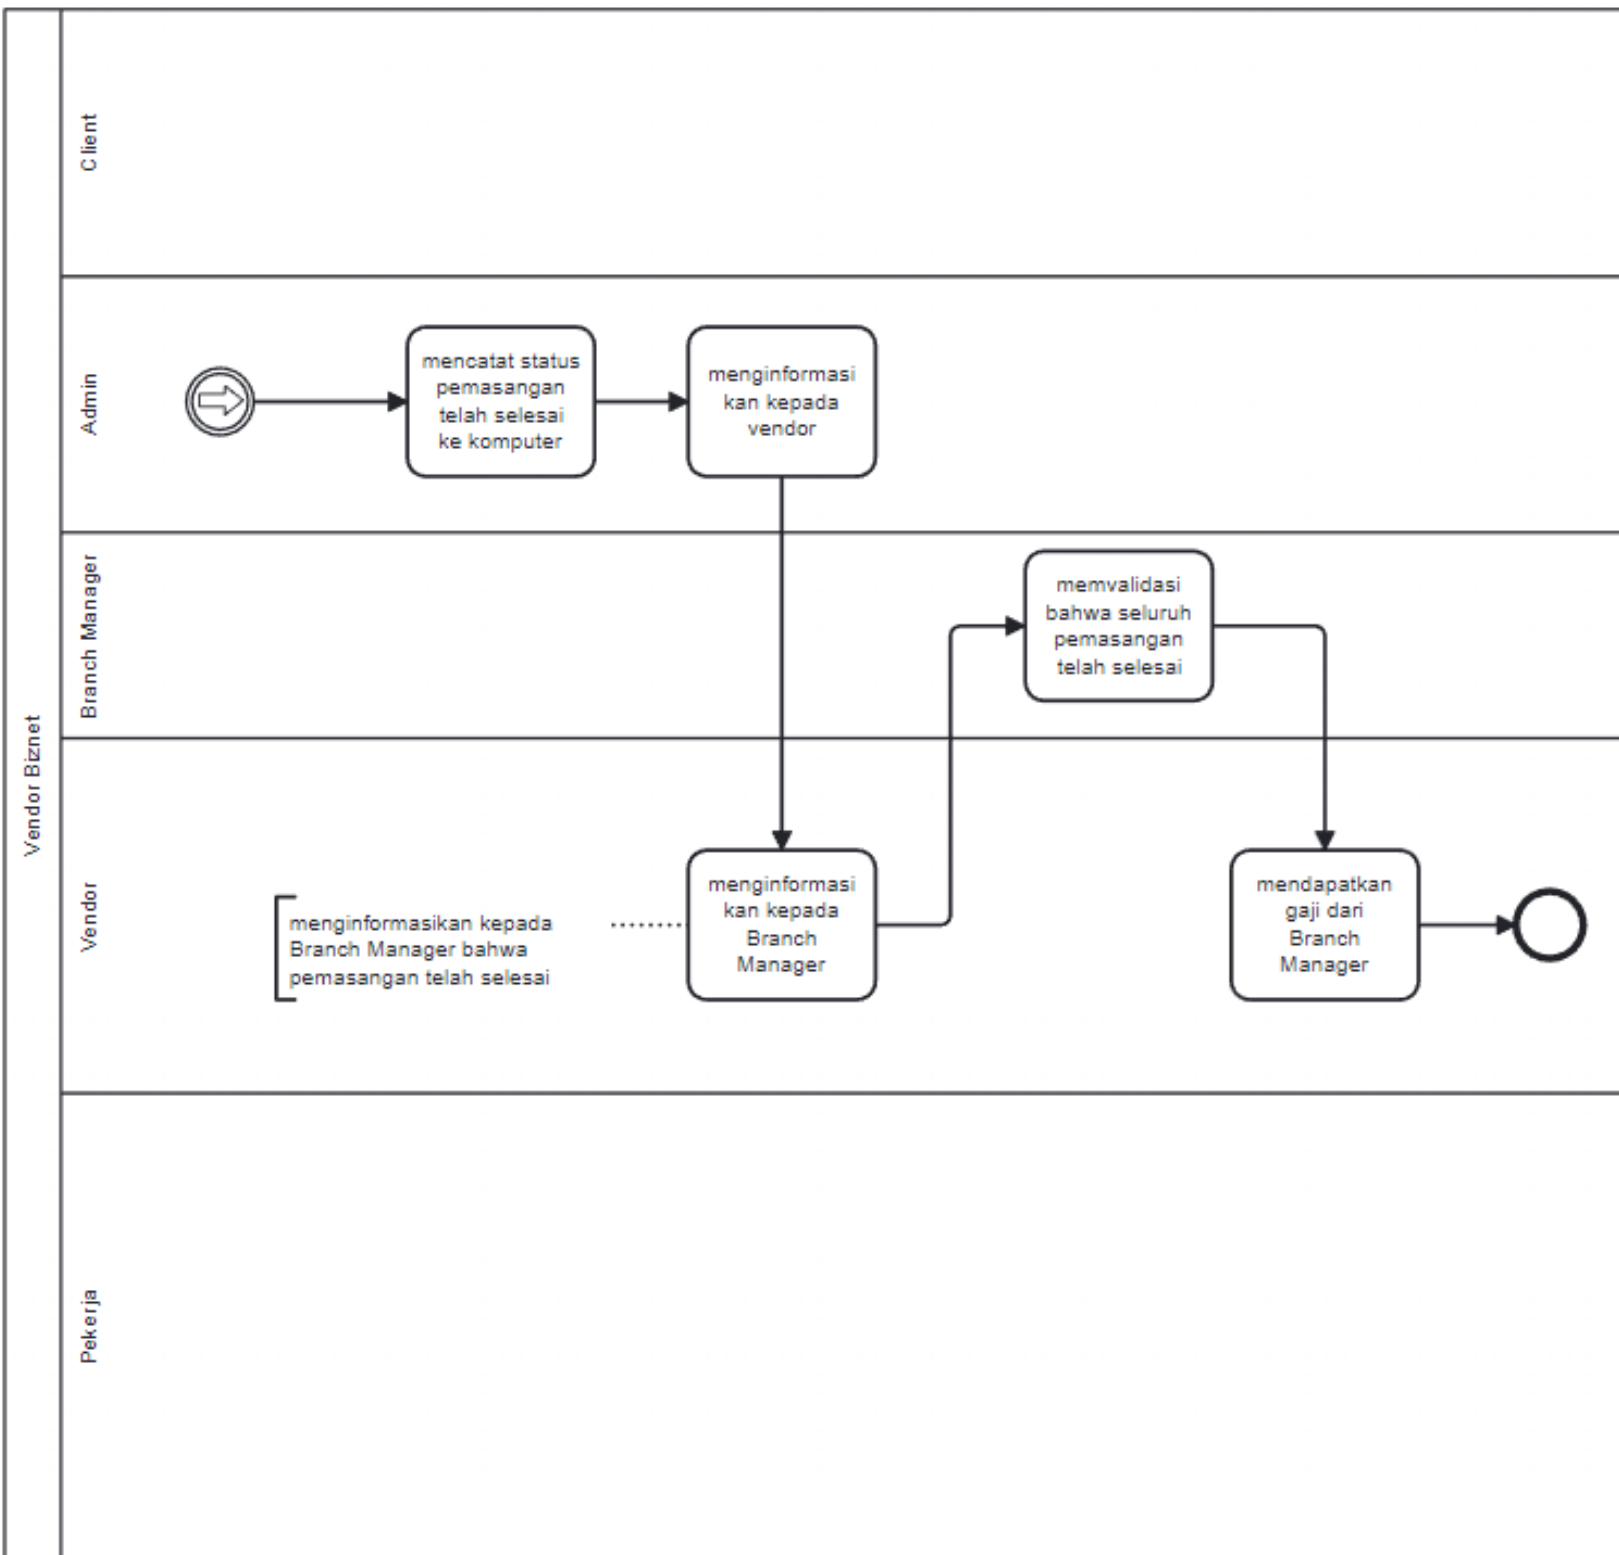 Vendor Biznet
Client
Admin
mencatat status
pemasangan
telah selesai
ke komputer
menginformasi
kan kepada
vendor
Branch Manager
memvalidasi
bahwa seluruh
pemasangan
telah selesai
Vendor
menginformasikan kepada
Branch Manager bahwa
pemasangan telah selesai
menginformasi
kan kepada
Branch
Manager
mendapatkan
gaji dari
Branch
Manager
Pekerja